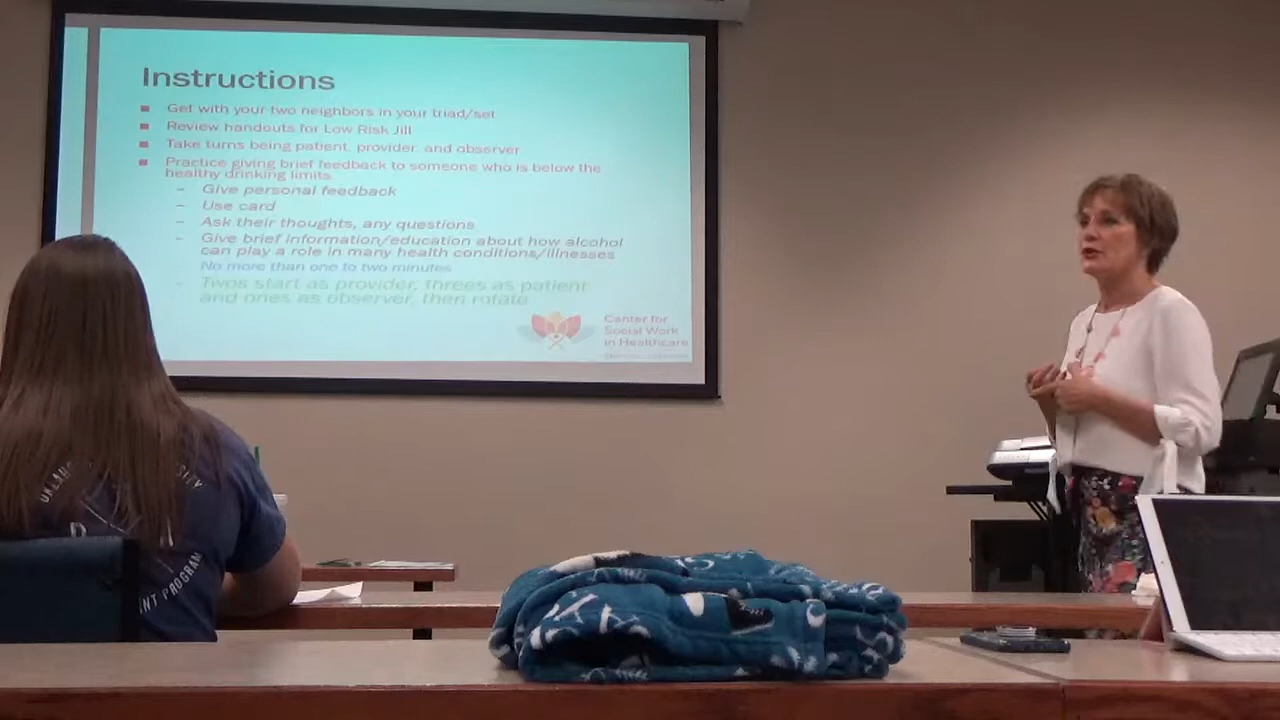 Instructions
Get with your two neighbors in your triad/set
Review handouts for Low Risk Jill
Take turns being patient, provider, and observer
Practice giving brief feedback to someone who is below the
healthy drinking limits
– Give personal feedback
– Use card
– Ask their thoughts, any questions
– Give brief information/education about how alcohol
can play a role in many health conditions/illnesses
No more than one to two minutes
– Twos start as provider, threes as patient
and ones as observer, then rotate
Center for
Social Work
in Healthcare
PROGRAM